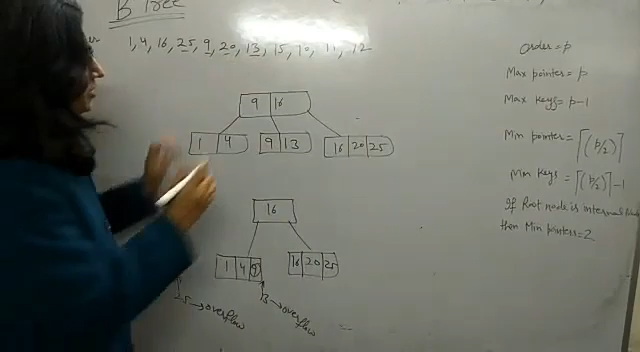 B Tree
1, 4, 16, 25, 9, 20, 13, 15, 10, 11, 12
Order = p
Max pointers = p
Max Keys = p-1
Min pointers = ⌈(p/2)⌉
Min Keys = ⌈(p/2)⌉-1
If Root node is internal
then Min pointers = 2
9 16
1 4 9 13 16 20 25
16
1 4 9 16 20 25
25 → overflow 13 → overflow